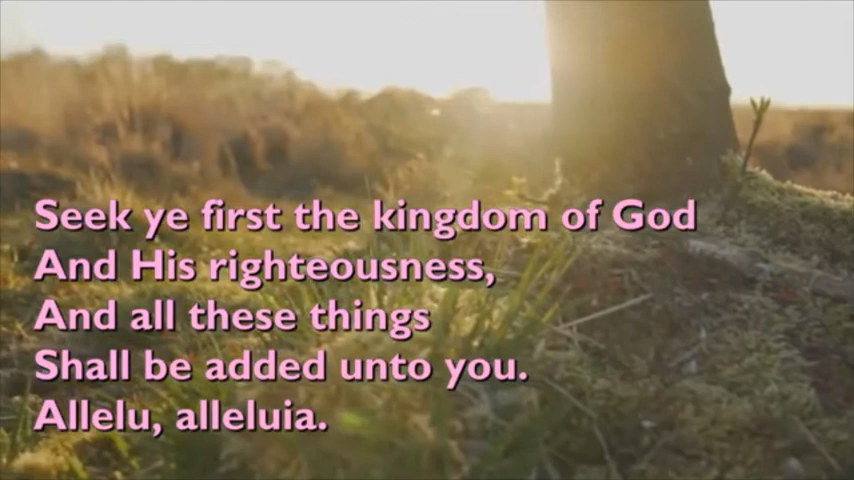 Seek ye first the kingdom of God
And His righteousness,
And all these things
Shall be added unto you.
Allelu, alleluia.